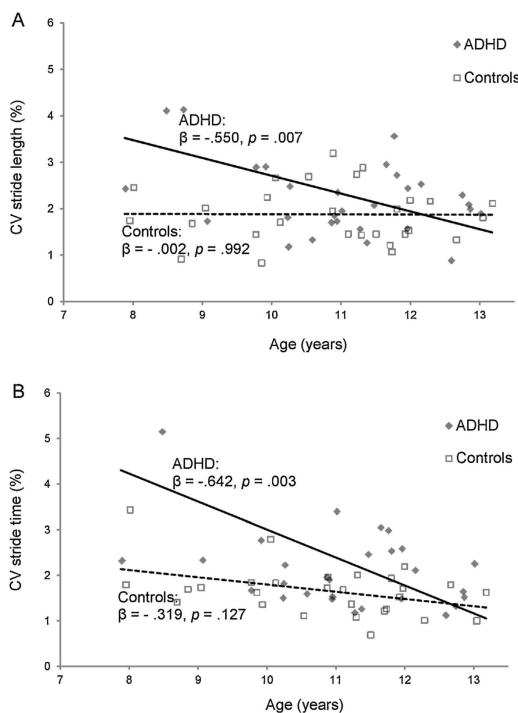 A
6
ADHD
Controls
5
4
3
2
1
0
ADHD:
β = -.550, p = .007
Controls:
β = -.002, p = .992
CV stride length (%)
7 8 9 10 11 12 13
Age (years)
B
6
ADHD
Controls
5
4
3
2
1
0
ADHD:
β = -.642, p = .003
Controls:
β = -.319, p = .127
CV stride time (%)
7 8 9 10 11 12 13
Age (years)